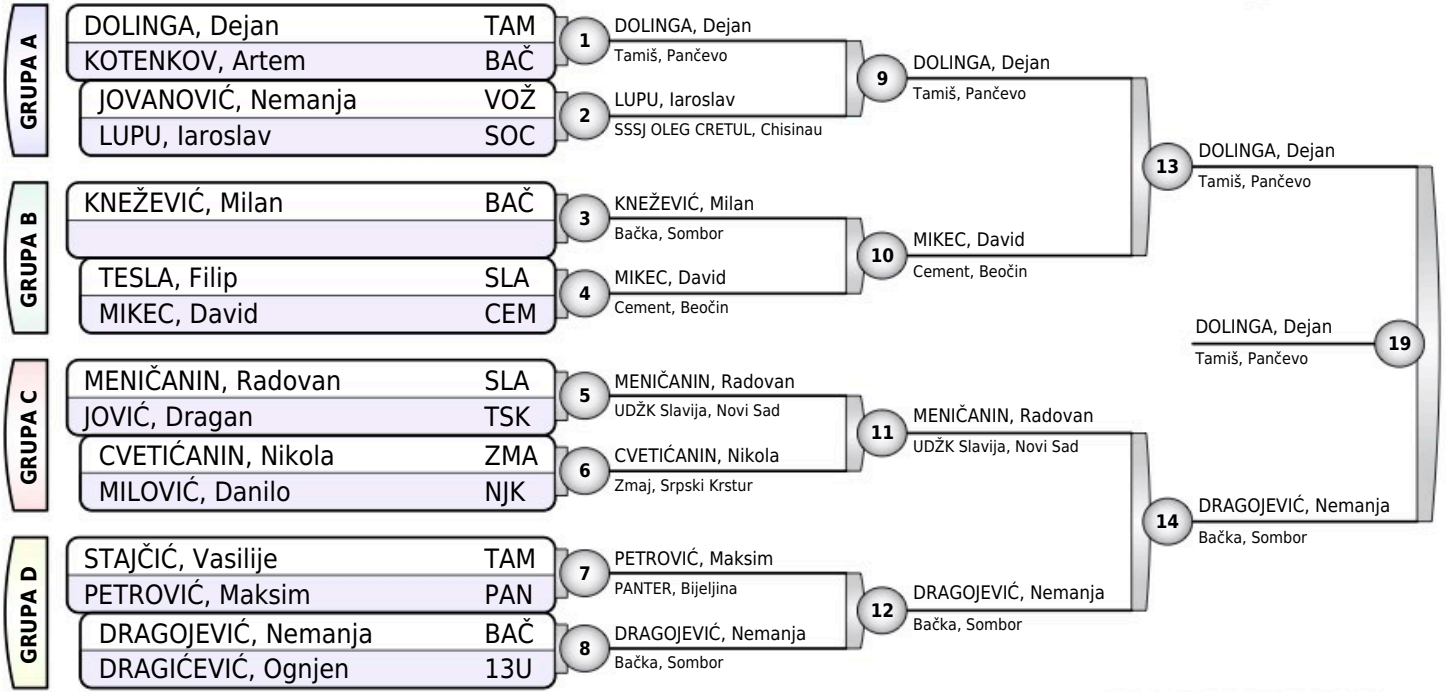 GRUPA A
DOLINGA, Dejan TAM
KOTENKOV, Artem BAČ
JOVANOVIĆ, Nemanja VOŽ
LUPU, Iaroslav SOC
GRUPA B
KNEŽEVIĆ, Milan BAČ
TESLA, Filip SLA
MIKEC, David CEM
GRUPA C
MENIČANIN, Radovan SLA
JOVIĆ, Dragan TSK
CVETIĆANIN, Nikola ZMA
MILOVIĆ, Danilo NJK
GRUPA D
STAJČIĆ, Vasilije TAM
PETROVIĆ, Maksim PAN
DRAGOJEVIĆ, Nemanja BAČ
DRAGIĆEVIĆ, Ognjen 13U
1
DOLINGA, Dejan
Tamiš, Pančevo
2
LUPU, Iaroslav
SSSJ OLEG CRETUL, Chisinau
3
KNEŽEVIĆ, Milan
Bačka, Sombor
4
MIKEC, David
Cement, Beočin
5
MENIČANIN, Radovan
UDŽK Slavija, Novi Sad
6
CVETIĆANIN, Nikola
Zmaj, Srpski Krstur
7
PETROVIĆ, Maksim
PANTER, Bijeljina
8
DRAGOJEVIĆ, Nemanja
Bačka, Sombor
9
DOLINGA, Dejan
Tamiš, Pančevo
10
MIKEC, David
Cement, Beočin
11
MENIČANIN, Radovan
UDŽK Slavija, Novi Sad
12
DRAGOJEVIĆ, Nemanja
Bačka, Sombor
13
DOLINGA, Dejan
Tamiš, Pančevo
14
DRAGOJEVIĆ, Nemanja
Bačka, Sombor
DOLINGA, Dejan
Tamiš, Pančevo
19